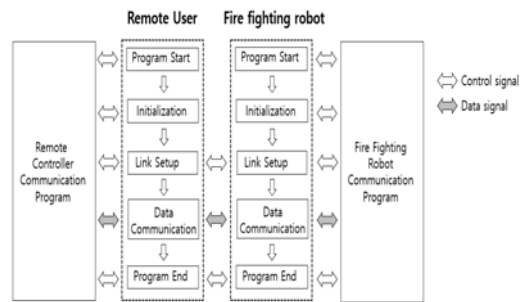 Remote User
Fire fighting robot
Program Start
Program Start
Control signal
Data signal
Initialization
Initialization
Remote
Controller
Communication
Program
Link Setup
Link Setup
Fire Fighting
Robot
Communication
Program
Data
Communication
Data
Communication
Program End
Program End